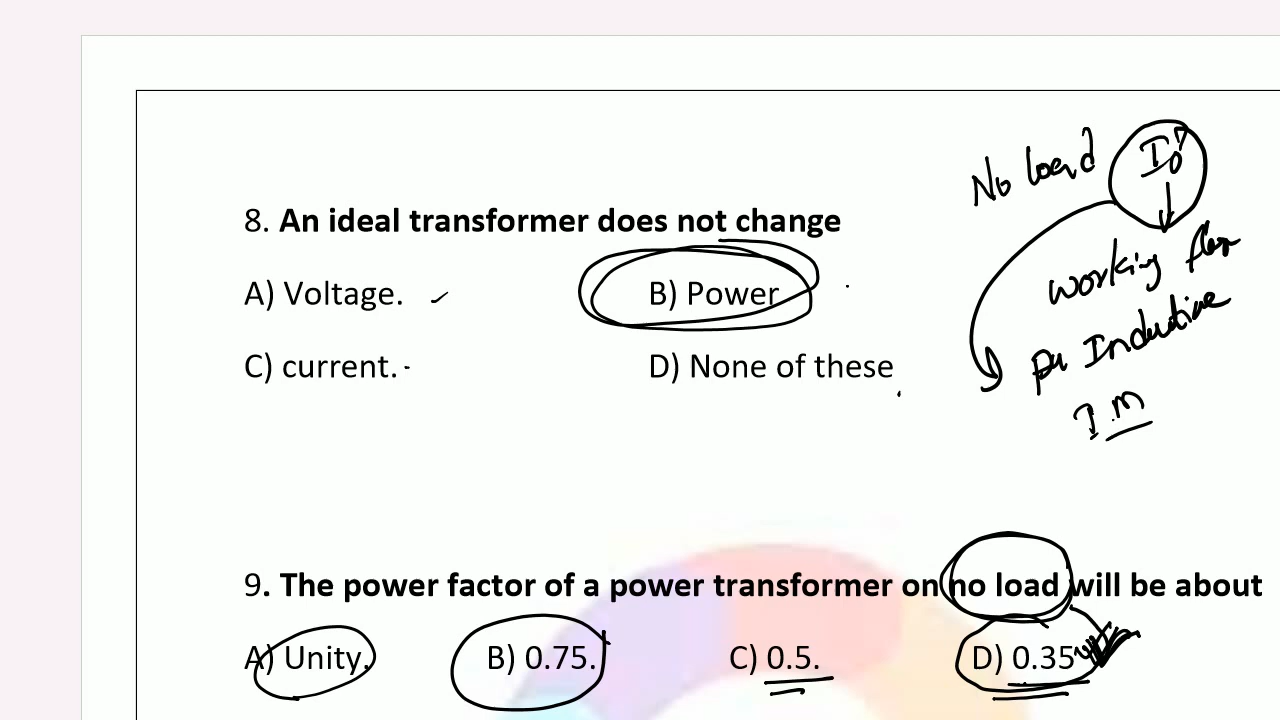 No load I₀
8. An ideal transformer does not change
working
A) Voltage. B) Power
Inductive
C) current. D) None of these
I.m
9. The power factor of a power transformer on no load will be about
A) Unity. B) 0.75. C) 0.5. D) 0.35